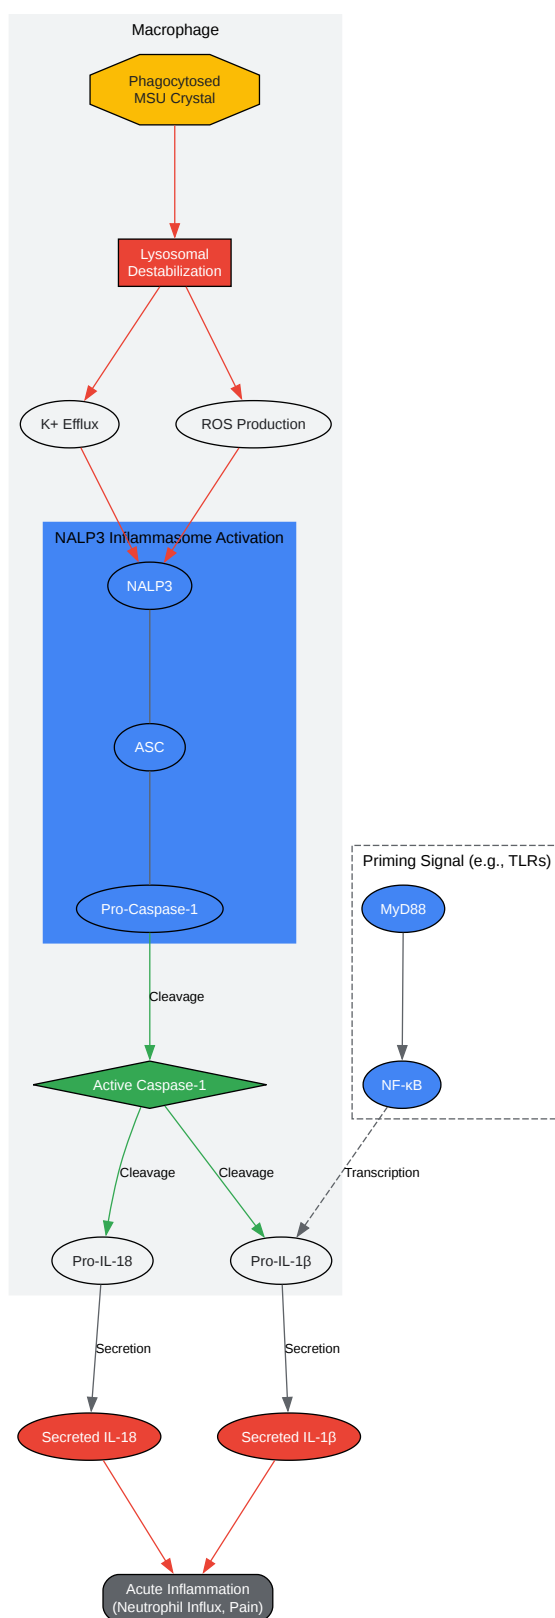 Macrophage
Phagocytosed
MSU Crystal
Lysosomal
Destabilization
K+ Efflux
ROS Production
NALP3 Inflammasome Activation
NALP3
ASC
Priming Signal (e.g., TLRs)
Pro-Caspase-1
MyD88
Cleavage
Active Caspase-1
NF-κB
Cleavage
Cleavage
Transcription
Pro-IL-18
Pro-IL-1β
Secretion
Secretion
Secreted IL-18
Secreted IL-1β
Acute Inflammation
(Neutrophil Influx, Pain)